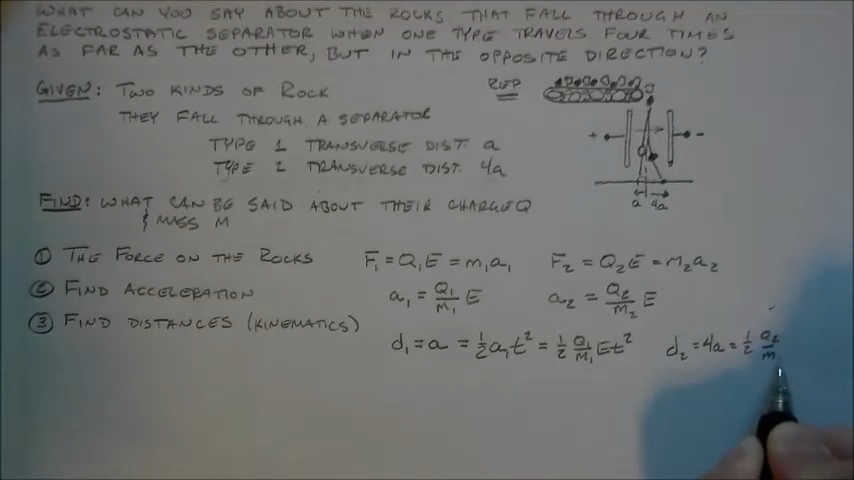 WHAT CAN YOU SAY ABOUT THE ROCKS THAT FALL THROUGH AN
ELECTROSTATIC SEPARATOR WHEN ONE TYPE TRAVELS FOUR TIMES
AS FAR AS THE OTHER, BUT IN THE OPPOSITE DIRECTION?
GIVEN: TWO KINDS OF ROCK
THEY FALL THROUGH A SEPARATOR
TYPE 1 TRANSVERSE DIST. a
TYPE 2 TRANSVERSE DIST. 4a
REP
+ -
a 4a
FIND: WHAT CAN BE SAID ABOUT THEIR CHARGE Q
& MASS M
① THE FORCE ON THE ROCKS F₁ = Q₁E = m₁a₁ F₂ = Q₂E = M₂a₂
② FIND ACCELERATION a₁ = Q₁/M₁ E a₂ = Q₂/M₂ E
③ FIND DISTANCES (KINEMATICS)
d₁ = a = ½a₁t² = ½ Q₁/M₁ Et² d₂ = 4a = ½ Q₂/m